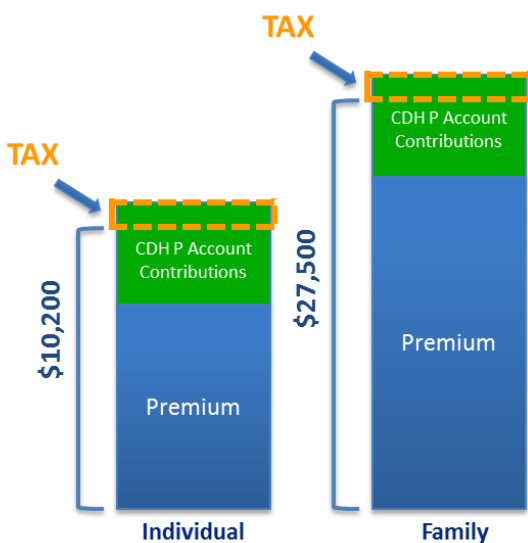 TAX
CDH P Account
Contributions
TAX
CDH P Account
Contributions
$10,200
$27,500
Premium
Premium
Individual
Family